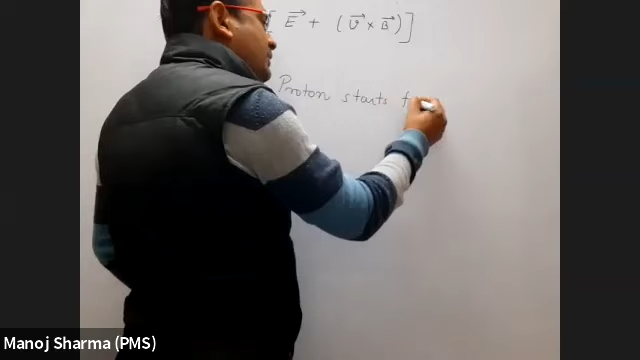 [ E⃗ + (v⃗ × B⃗)]
Proton starts f
Manoj Sharma (PMS)